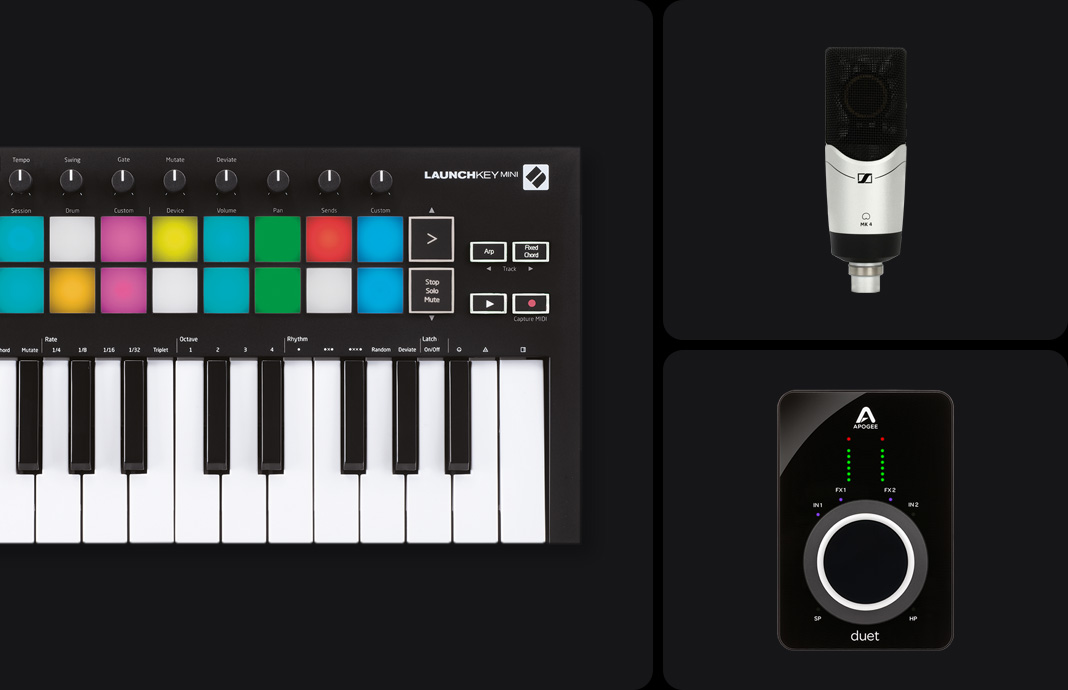 Tempo Swing Gate Mutate Deviate
LAUNCHKEY MINI
Session Drum Custom Device Volume Pan Sends Custom
>
Arp
Fixed
Chord
Track
Stop
Solo
Mute
Capture MIDI
Rate Octave Rhythm Latch
hord Mutate 1/4 1/8 1/16 1/32 Triplet 1 2 3 4 Random Deviate On/Off
MK 4
APOGEE
FX 1 FX 2
IN 1 IN 2
SP HP
duet